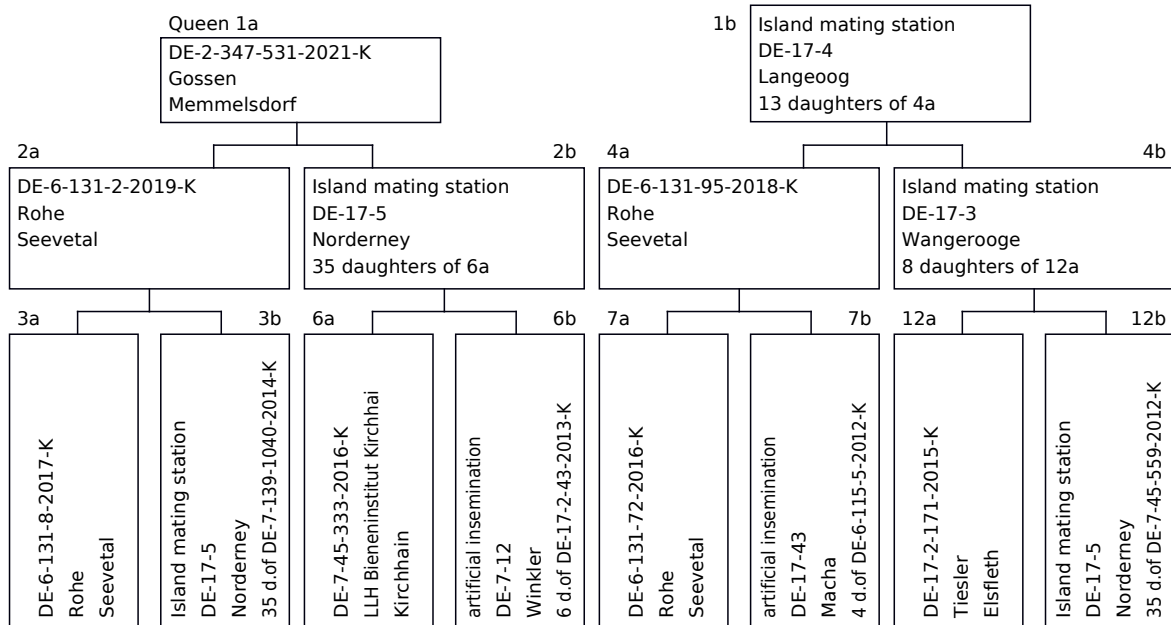 Queen 1a
DE-2-347-531-2021-K
Gossen
Memmelsdorf
1b
Island mating station
DE-17-4
Langeoog
13 daughters of 4a
2a
DE-6-131-2-2019-K
Rohe
Seevetal
2b
Island mating station
DE-17-5
Norderney
35 daughters of 6a
4a
DE-6-131-95-2018-K
Rohe
Seevetal
4b
Island mating station
DE-17-3
Wangerooge
8 daughters of 12a
3a
DE-6-131-8-2017-K
Rohe
Seevetal
3b
Island mating station
DE-17-5
Norderney
35 d.of DE-7-139-1040-2014-K
6a
DE-7-45-333-2016-K
LLH Bieneninstitut Kirchhai
Kirchhain
6b
artificial insemination
DE-7-12
Winkler
6 d.of DE-17-2-43-2013-K
7a
DE-6-131-72-2016-K
Rohe
Seevetal
7b
artificial insemination
DE-17-43
Macha
4 d.of DE-6-115-5-2012-K
12a
DE-17-2-171-2015-K
Tiesler
Elsfleth
12b
Island mating station
DE-17-5
Norderney
35 d.of DE-7-45-559-2012-K